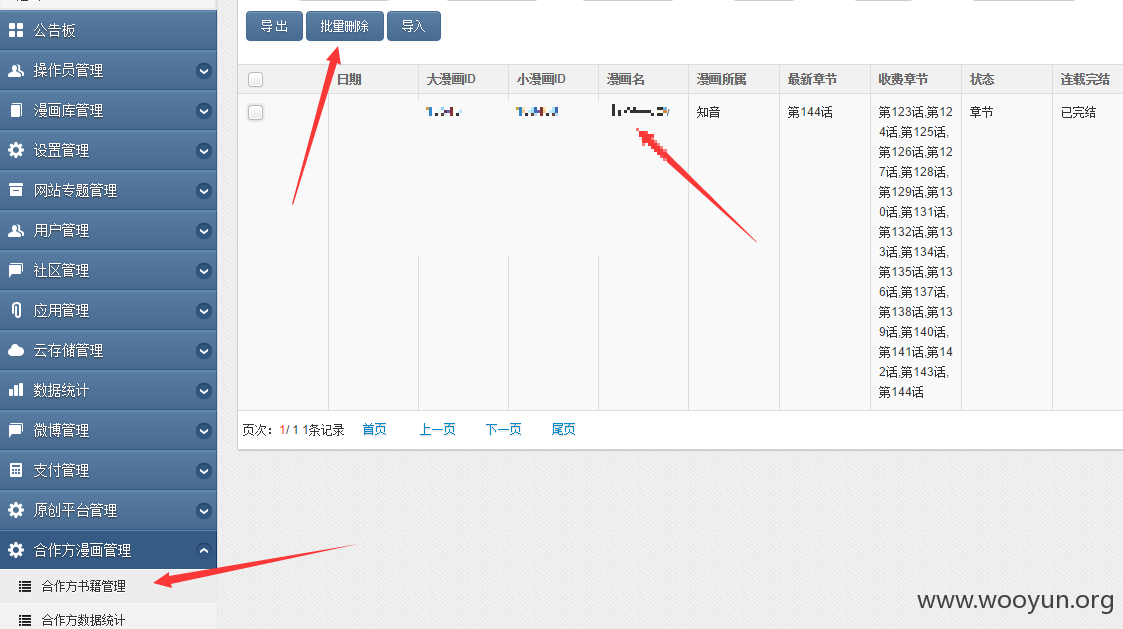 导出 批量删除 导入
公告板
操作员管理
漫画库管理
设置管理
网站专题管理
用户管理
社区管理
应用管理
云存储管理
数据统计
微博管理
支付管理
原创平台管理
合作方漫画管理
合作方书籍管理
合作方数据统计
日期 大漫画ID 小漫画ID 漫画名 漫画所属 最新章节 收费章节 状态 连载完结
知音 第144话 第123话,第12 章节 已完结
4话,第125话,
第126话,第12
7话,第128话,
第129话,第13
0话,第131话,
第132话,第13
3话,第134话,
第135话,第13
6话,第137话,
第138话,第13
9话,第140话,
第141话,第14
2话,第143话,
第144话
页次：1/ 1 1条记录 首页 上一页 下一页 尾页
www.wooyun.org